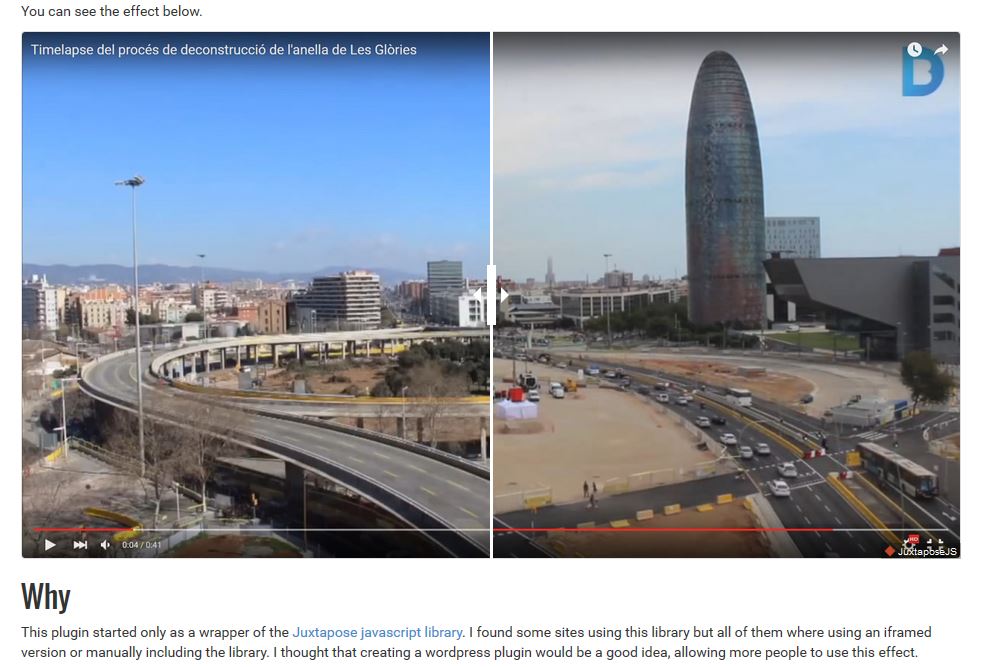 You can see the effect below.
Timelapse del procés de deconstrucció de l'anella de Les Glòries
B
0:04 / 0:41
HD
JuxtaposeJS
Why
This plugin started only as a wrapper of the Juxtapose javascript library. I found some sites using this library but all of them where using an iframed
version or manually including the library. I thought that creating a wordpress plugin would be a good idea, allowing more people to use this effect.